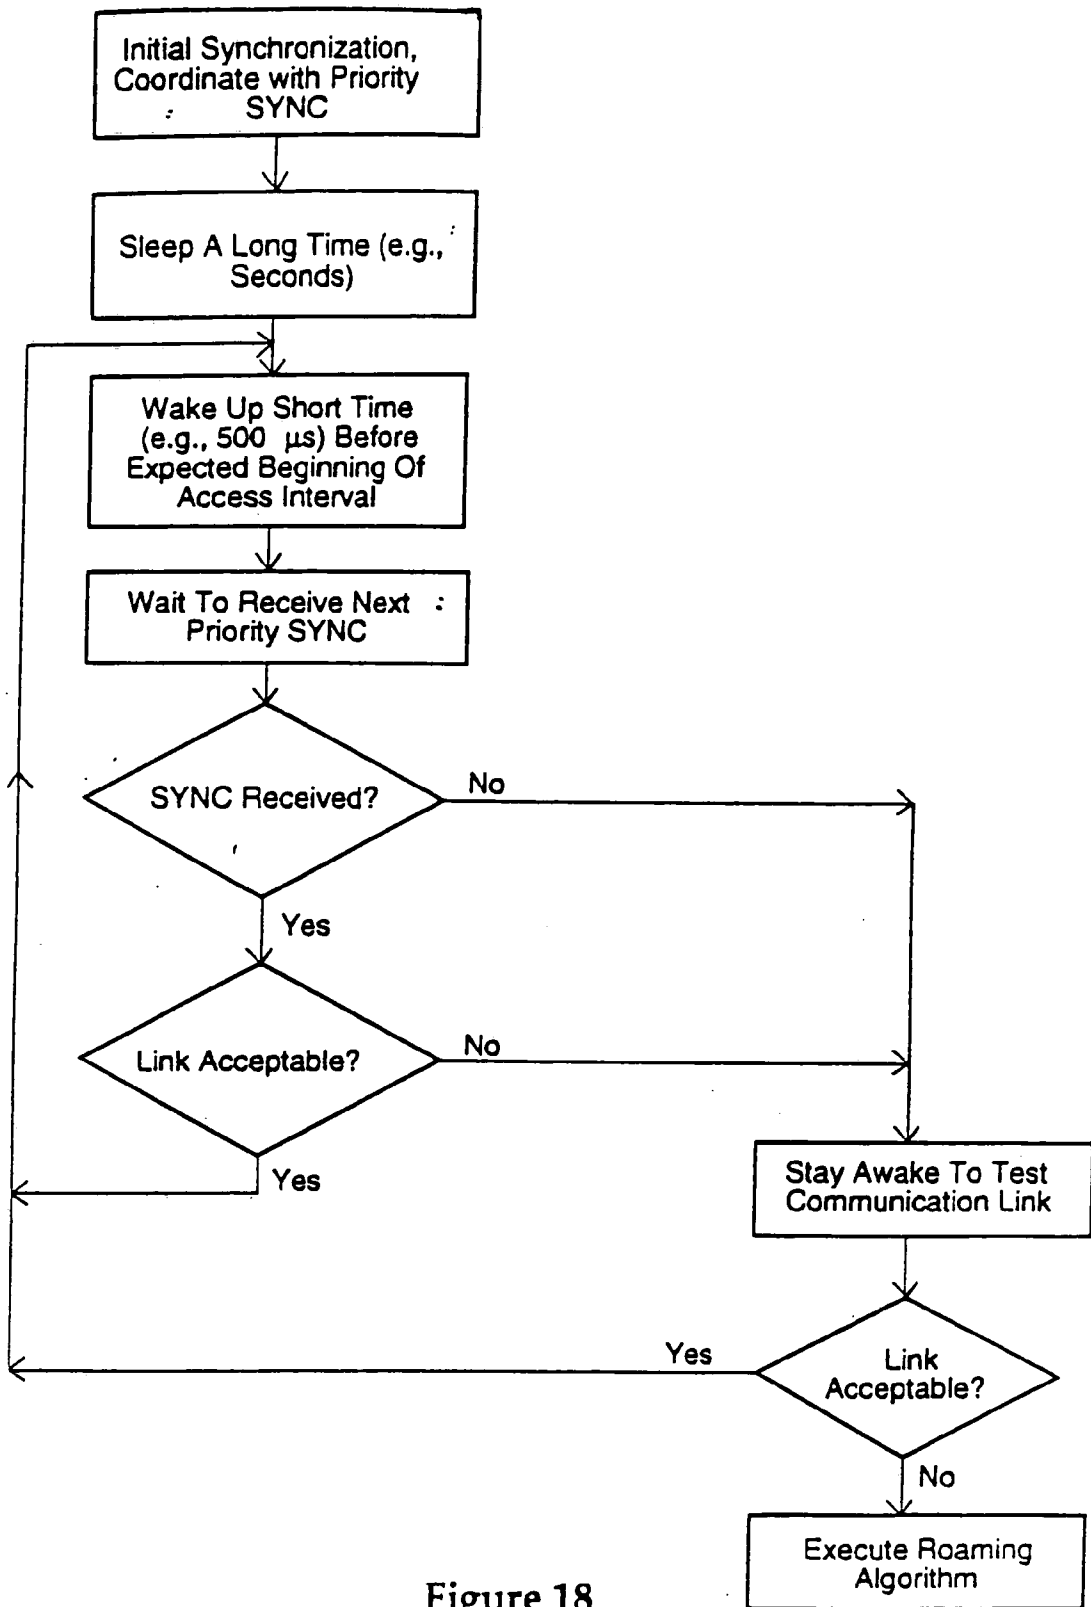 Initial Synchronization,
Coordinate with Priority
SYNC
Sleep A Long Time (e.g.,
Seconds)
Wake Up Short Time
(e.g., 500 μs) Before
Expected Beginning Of
Access Interval
Wait To Receive Next
Priority SYNC
SYNC Received?
No
Yes
Link Acceptable?
No
Yes
Stay Awake To Test
Communication Link
Link
Acceptable?
Yes
No
Execute Roaming
Algorithm
Figure 18